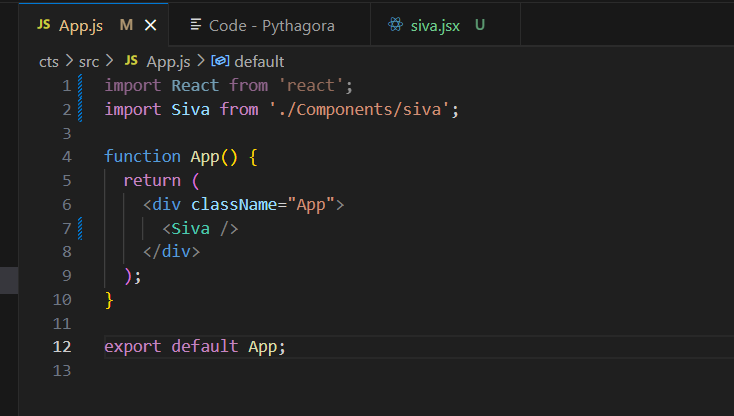 JS App.js M
Code - Pythagora
siva.jsx U
cts > src > JS App.js > default
1 import React from 'react';
2 import Siva from './Components/siva';
3
4 function App() {
5   return (
6     <div className="App">
7       <Siva />
8     </div>
9   );
10 }
11
12 export default App;
13